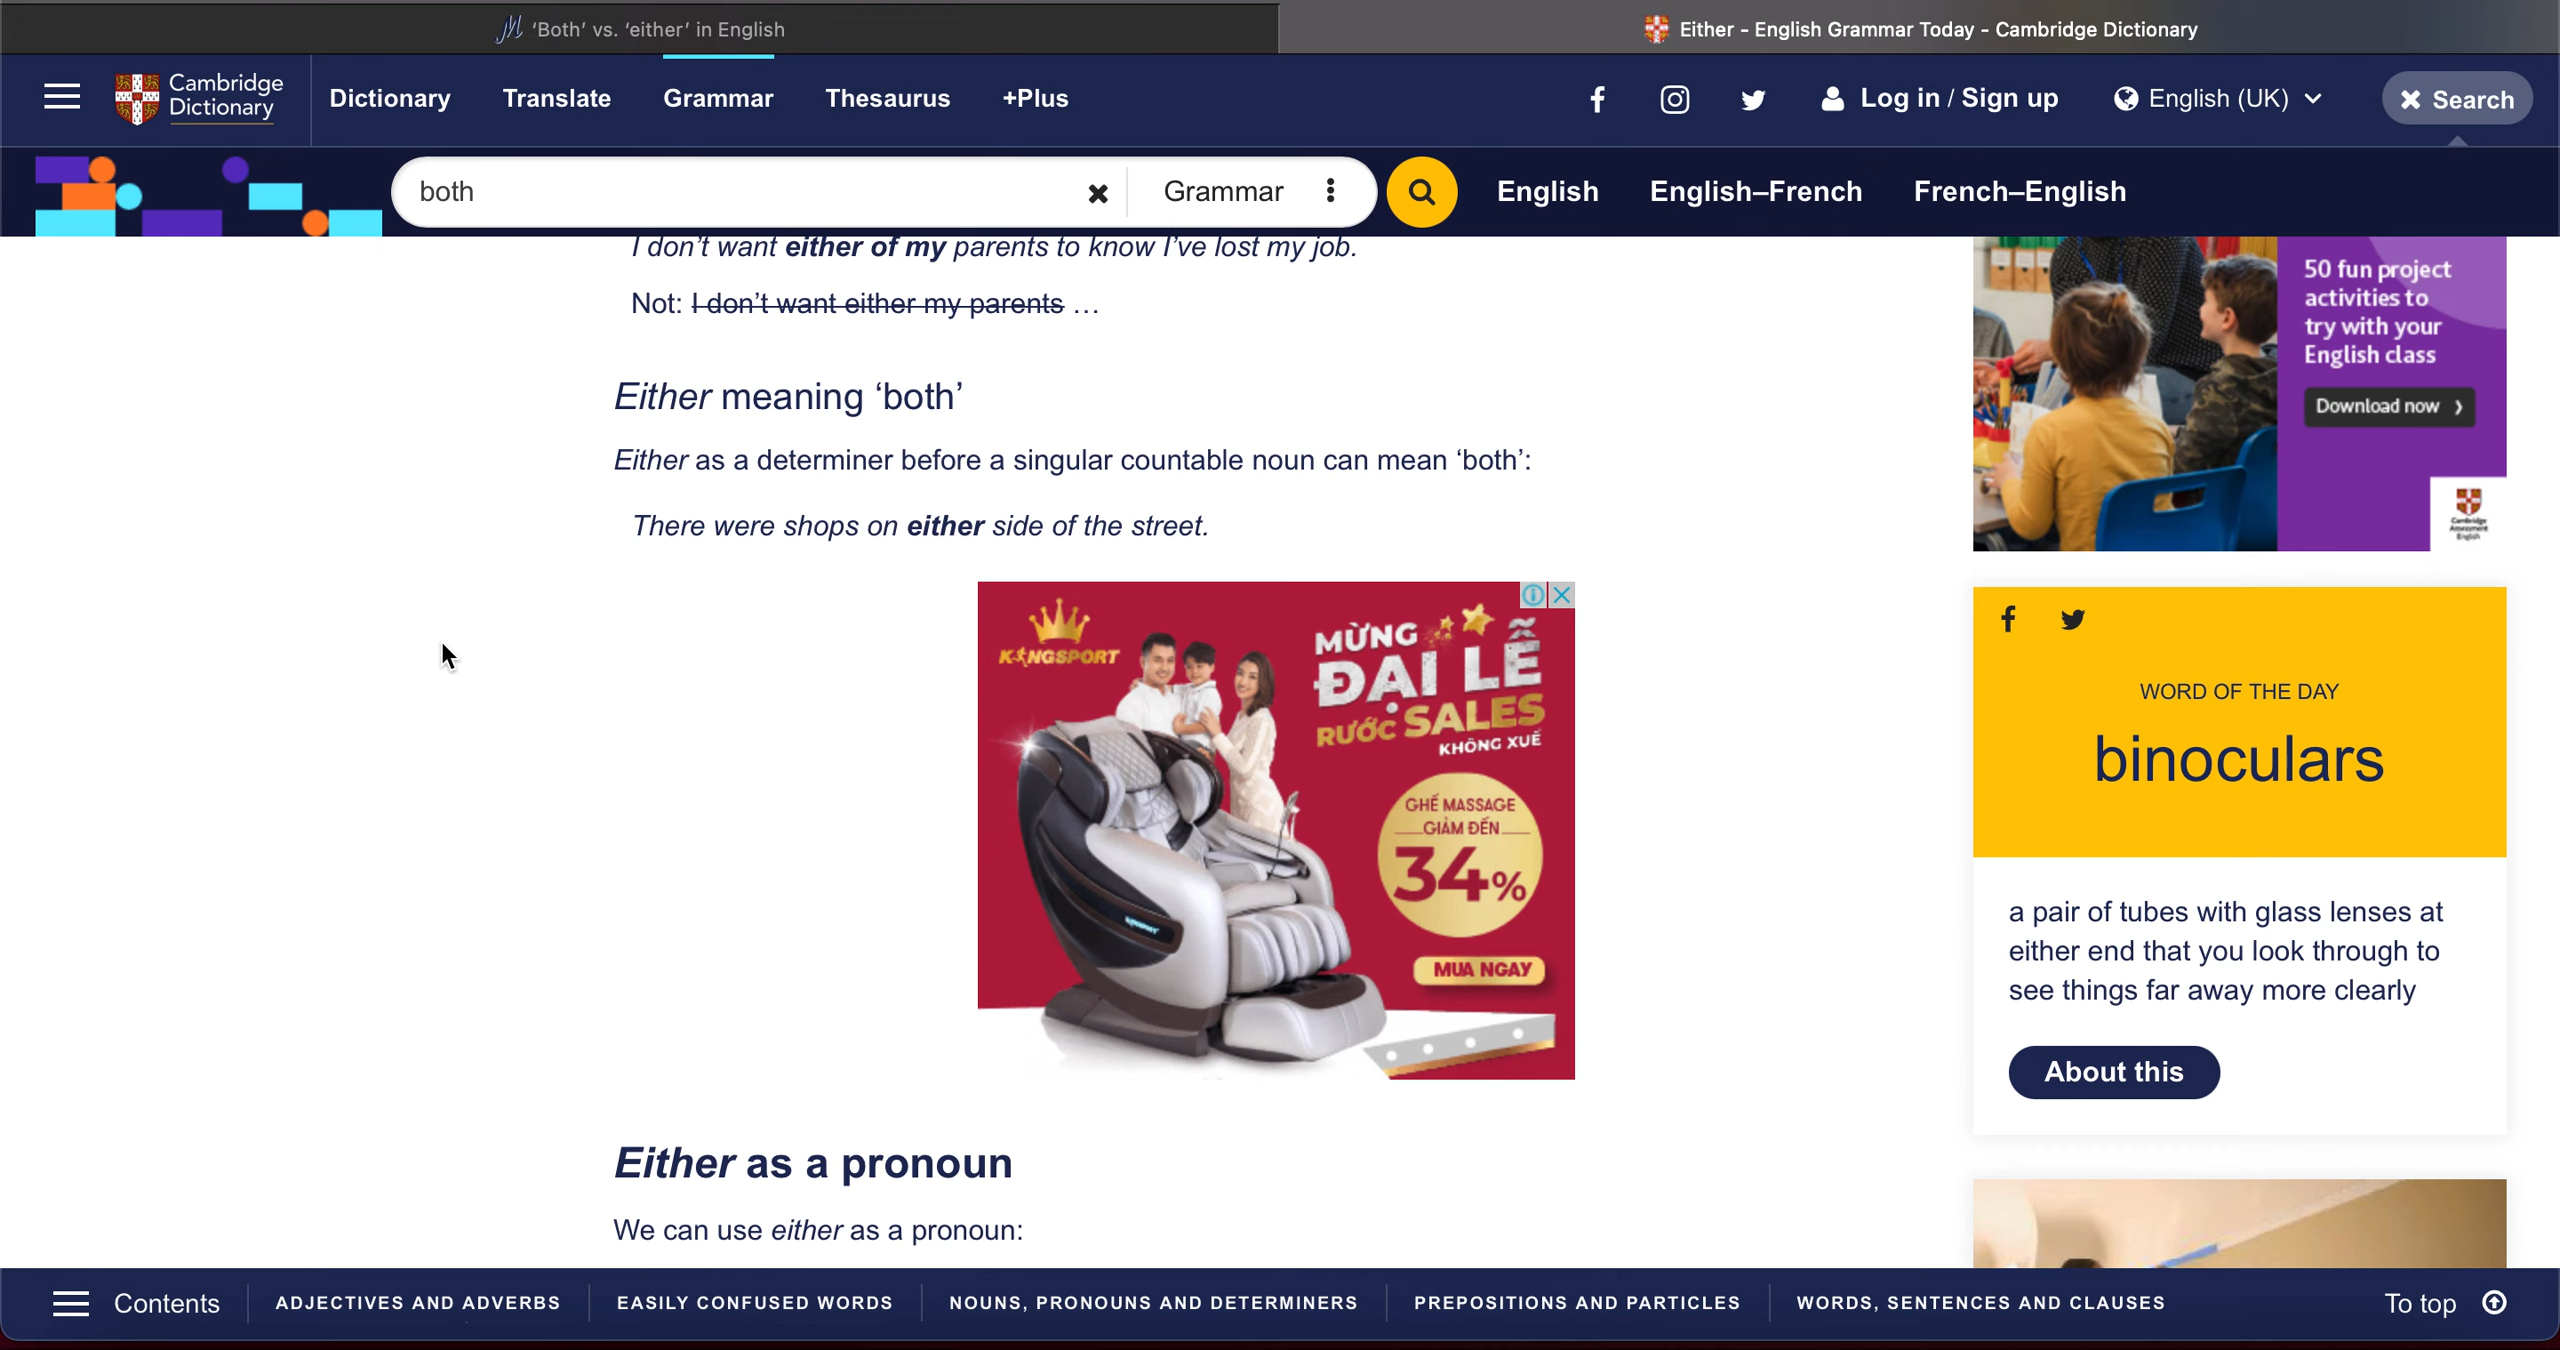 ‘Both’ vs. ‘either’ in English
Either - English Grammar Today - Cambridge Dictionary
Cambridge
Dictionary
Dictionary
Translate
Grammar
Thesaurus
+Plus
Log in / Sign up
English (UK)
Search
both
Grammar
English
English–French
French–English
I don’t want either of my parents to know I’ve lost my job.
Not: I don’t want either my parents …
Either meaning ‘both’
Either as a determiner before a singular countable noun can mean ‘both’:
There were shops on either side of the street.
KINGSPORT
MỪNG
ĐẠI LỄ
RƯỚC SALES
KHÔNG XUỂ
GHẾ MASSAGE
GIẢM ĐẾN
34%
MUA NGAY
Either as a pronoun
We can use either as a pronoun:
50 fun project
activities to
try with your
English class
Download now
Cambridge
Assessment
English
WORD OF THE DAY
binoculars
a pair of tubes with glass lenses at
either end that you look through to
see things far away more clearly
About this
Contents
ADJECTIVES AND ADVERBS
EASILY CONFUSED WORDS
NOUNS, PRONOUNS AND DETERMINERS
PREPOSITIONS AND PARTICLES
WORDS, SENTENCES AND CLAUSES
To top